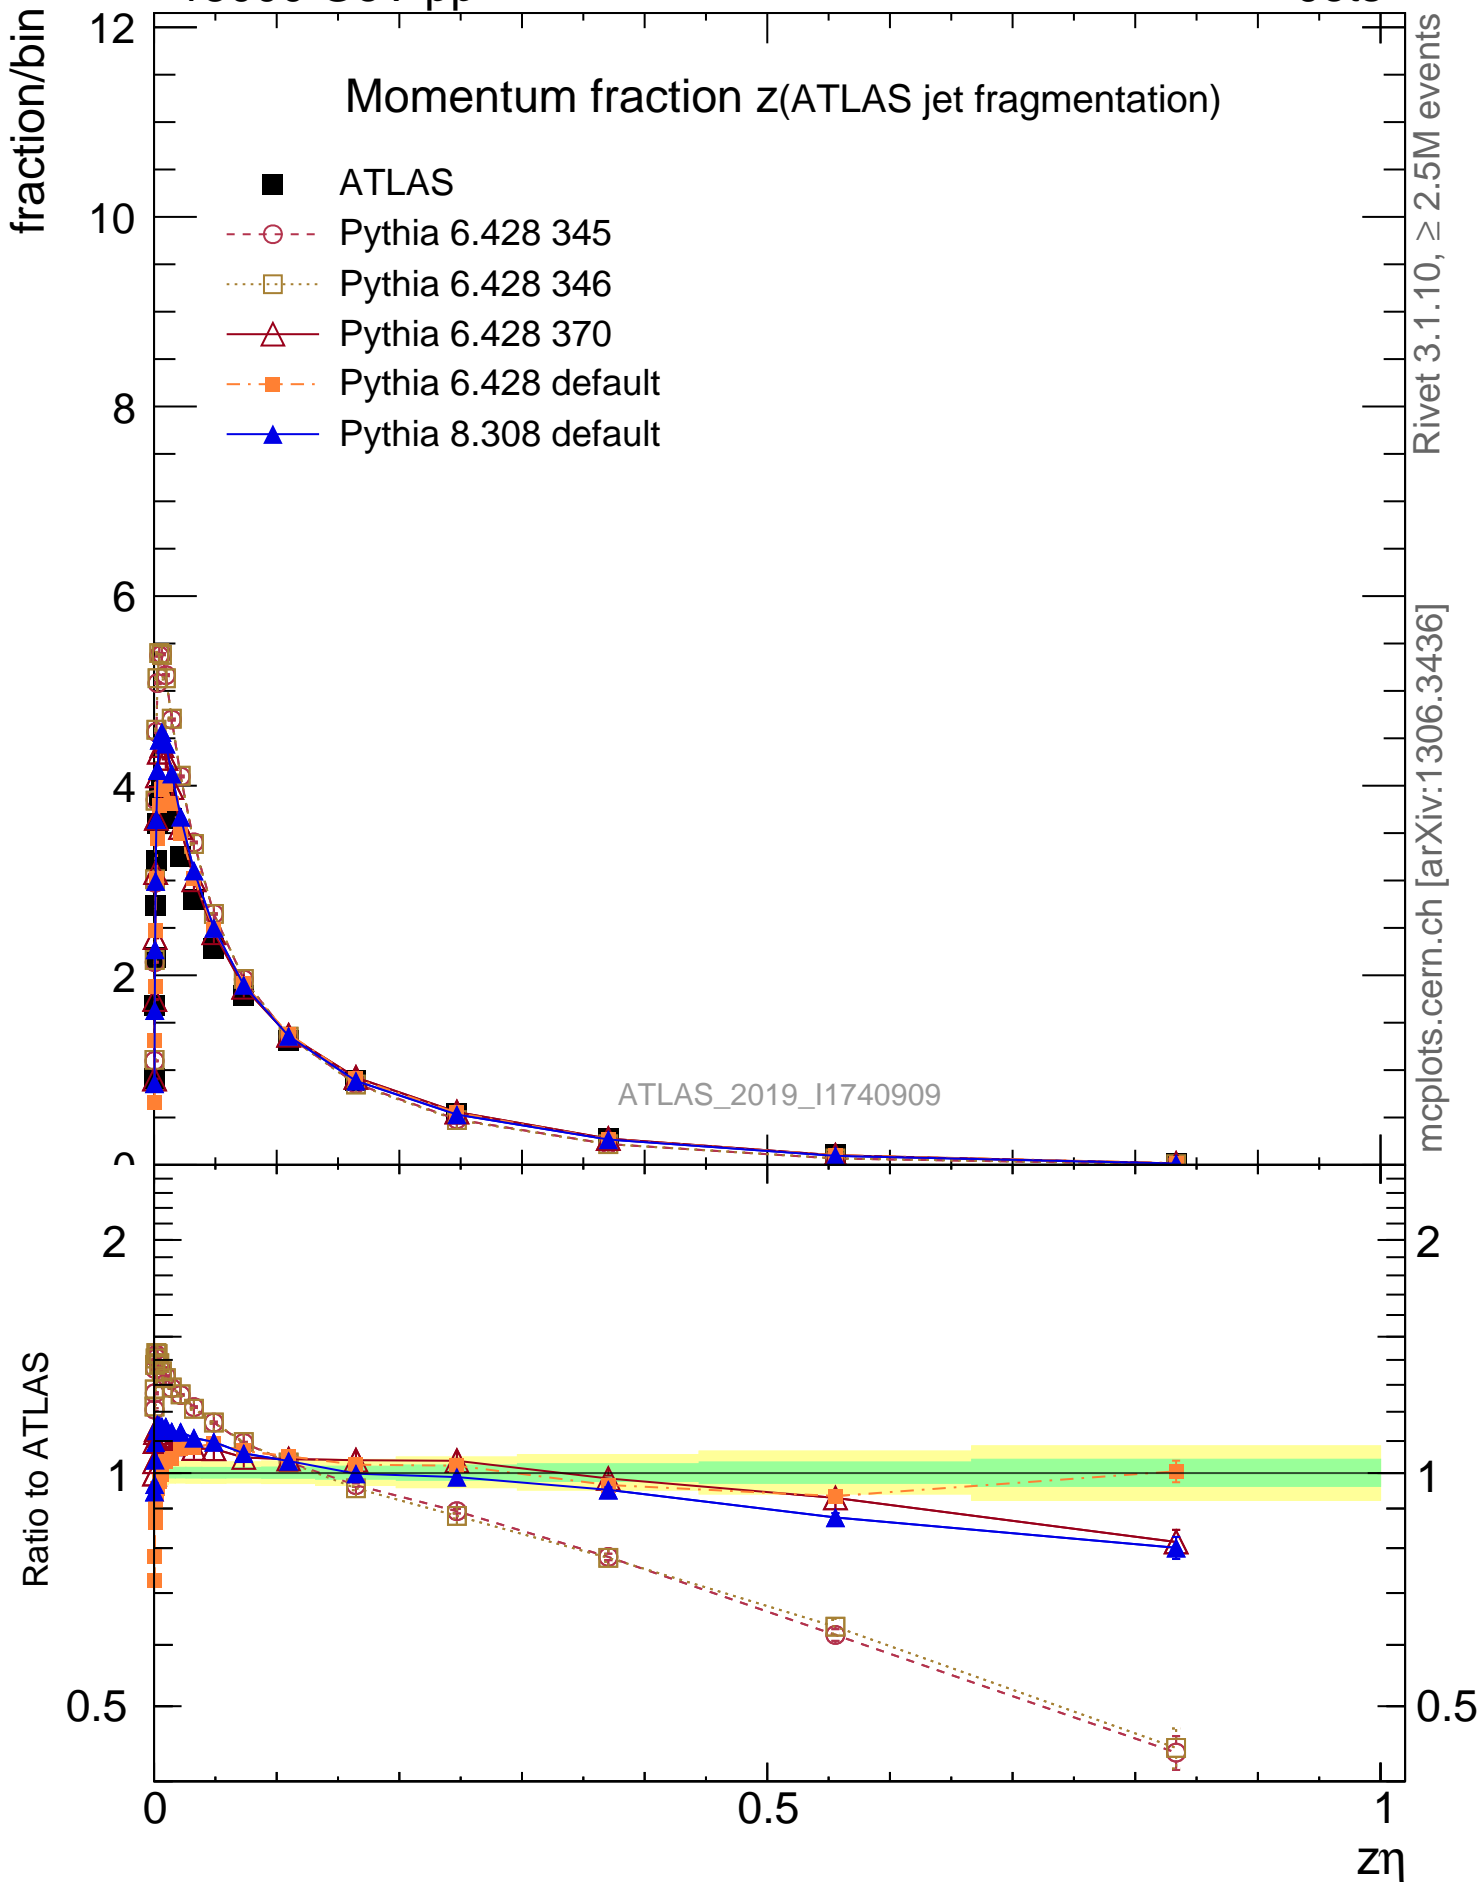 fraction/bin
Momentum fraction z(ATLAS jet fragmentation)
ATLAS
Pythia 6.428 345
Pythia 6.428 346
Pythia 6.428 370
Pythia 6.428 default
Pythia 8.308 default
12
10
8
6
4
2
0
ATLAS_2019_I1740909
Rivet 3.1.10, ≥ 2.5M events
mcplots.cern.ch [arXiv:1306.3436]
Ratio to ATLAS
2
1
0.5
2
1
0.5
0
0.5
1
zη